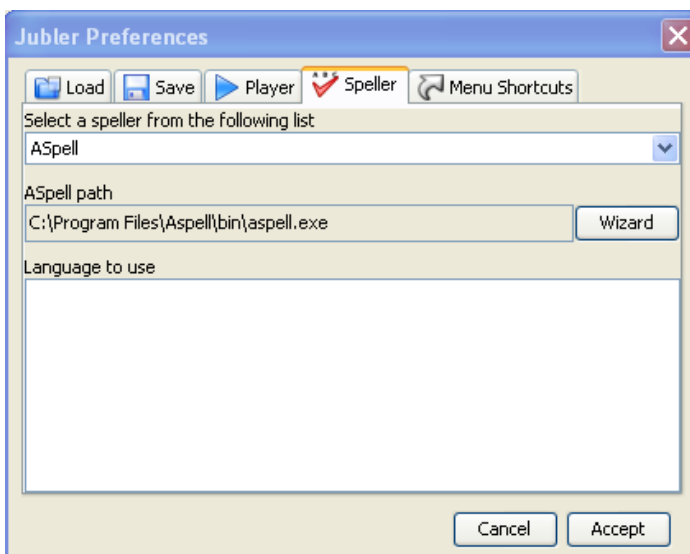 Jubler Preferences
Load Save Player ABS Speller Menu Shortcuts
Select a speller from the following list
ASpell
ASpell path
C:\Program Files\Aspell\bin\aspell.exe Wizard
Language to use
Cancel Accept